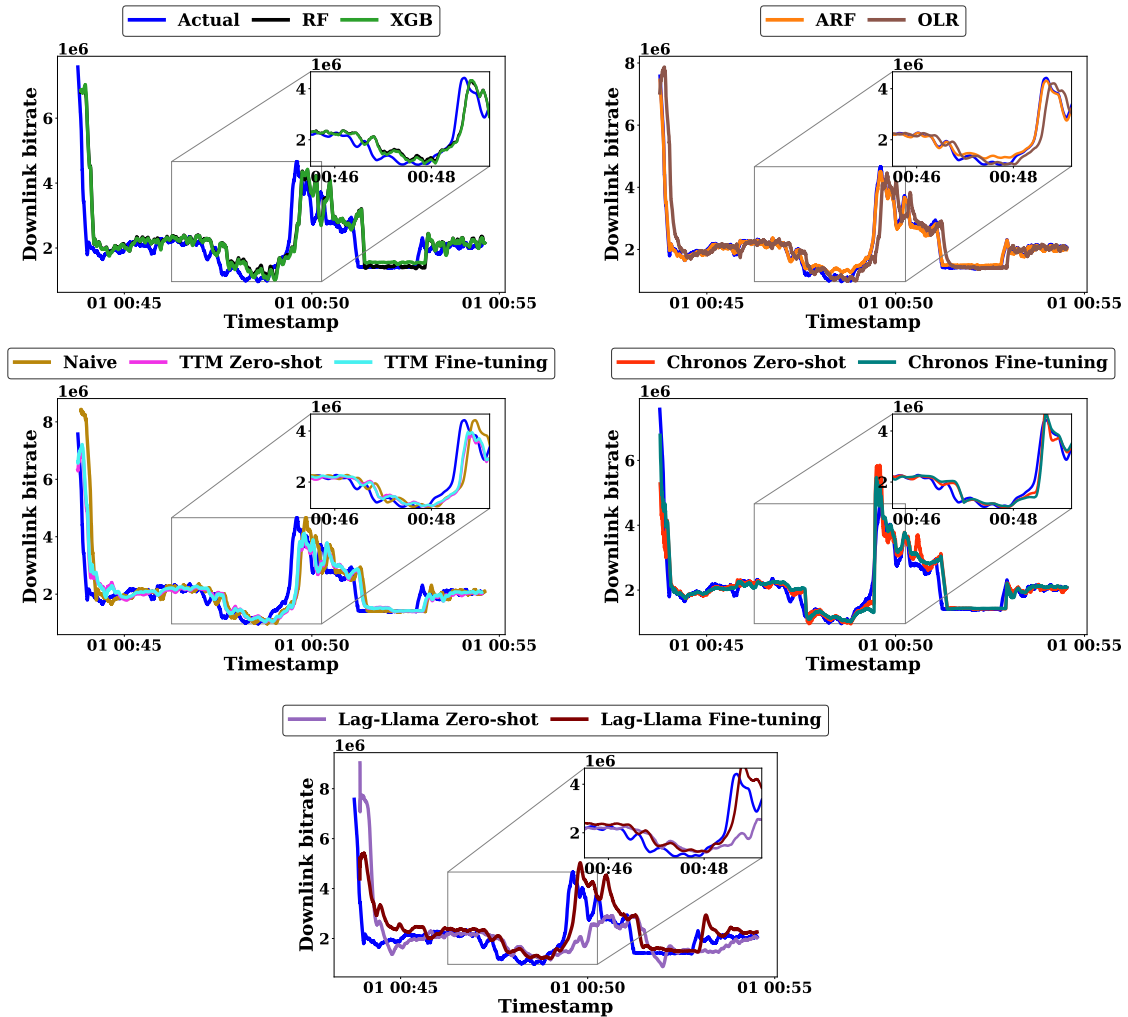 Actual RF XGB
ARF OLR
1e6
1e6
4
2
00:46 00:48
6
4
2
Downlink bitrate
01 00:45 01 00:50 01 00:55
Timestamp
1e6
1e6
4
2
00:46 00:48
8
6
4
2
Downlink bitrate
01 00:45 01 00:50 01 00:55
Timestamp
Naive TTM Zero-shot TTM Fine-tuning
Chronos Zero-shot Chronos Fine-tuning
1e6
1e6
4
2
00:46 00:48
8
6
4
2
Downlink bitrate
01 00:45 01 00:50 01 00:55
Timestamp
1e6
1e6
4
2
00:46 00:48
6
4
2
Downlink bitrate
01 00:45 01 00:50 01 00:55
Timestamp
Lag-Llama Zero-shot Lag-Llama Fine-tuning
1e6
1e6
4
2
00:46 00:48
8
6
4
2
Downlink bitrate
01 00:45 01 00:50 01 00:55
Timestamp